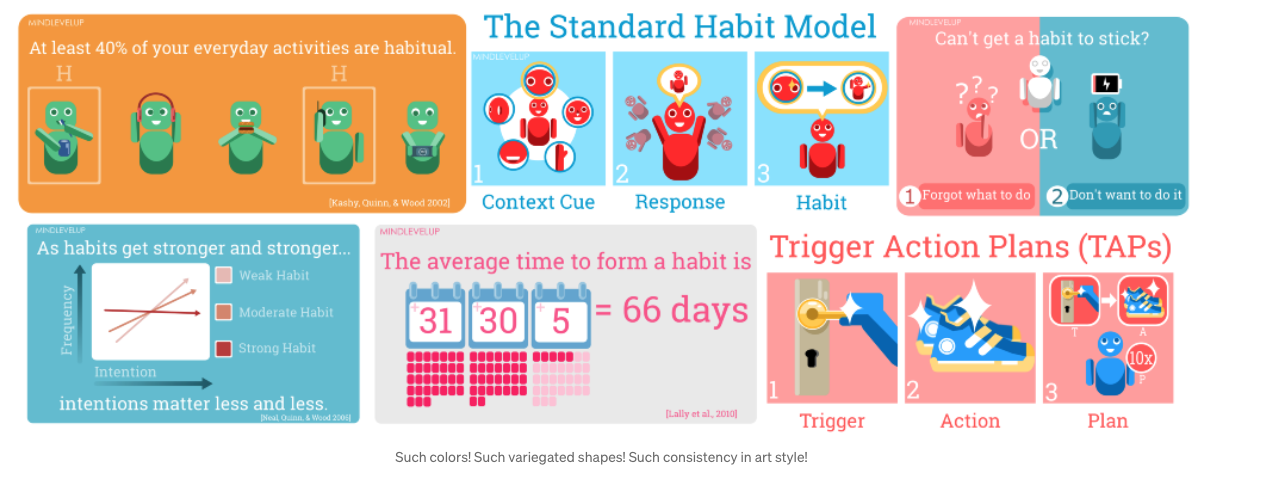 MINDLEVELUP
At least 40% of your everyday activities are habitual.
H
H
[Kashy, Quinn, & Wood 2002]
The Standard Habit Model
MINDLEVELUP
1
2
3
Context Cue
Response
Habit
MINDLEVELUP
Can't get a habit to stick?
? ? ?
OR
1 Forgot what to do
2 Don't want to do it
MINDLEVELUP
As habits get stronger and stronger...
Frequency
Weak Habit
Moderate Habit
Strong Habit
Intention
intentions matter less and less.
[Neal, Quinn, & Wood 2006]
MINDLEVELUP
The average time to form a habit is
+31 +30 +5 = 66 days
[Lally et al., 2010]
Trigger Action Plans (TAPs)
T
A
10x
P
1
2
3
Trigger
Action
Plan
Such colors! Such variegated shapes! Such consistency in art style!